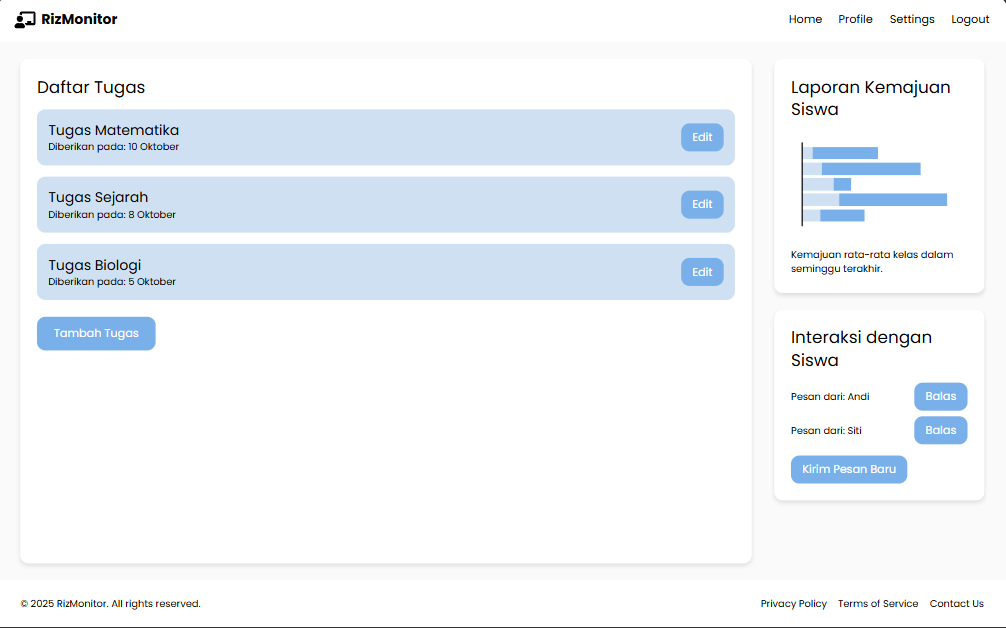 RizMonitor
Home Profile Settings Logout
Daftar Tugas
Tugas Matematika
Diberikan pada: 10 Oktober
Edit
Tugas Sejarah
Diberikan pada: 8 Oktober
Edit
Tugas Biologi
Diberikan pada: 5 Oktober
Edit
Tambah Tugas
Laporan Kemajuan
Siswa
Kemajuan rata-rata kelas dalam
seminggu terakhir.
Interaksi dengan
Siswa
Pesan dari: Andi
Balas
Pesan dari: Siti
Balas
Kirim Pesan Baru
© 2025 RizMonitor. All rights reserved.
Privacy Policy Terms of Service Contact Us